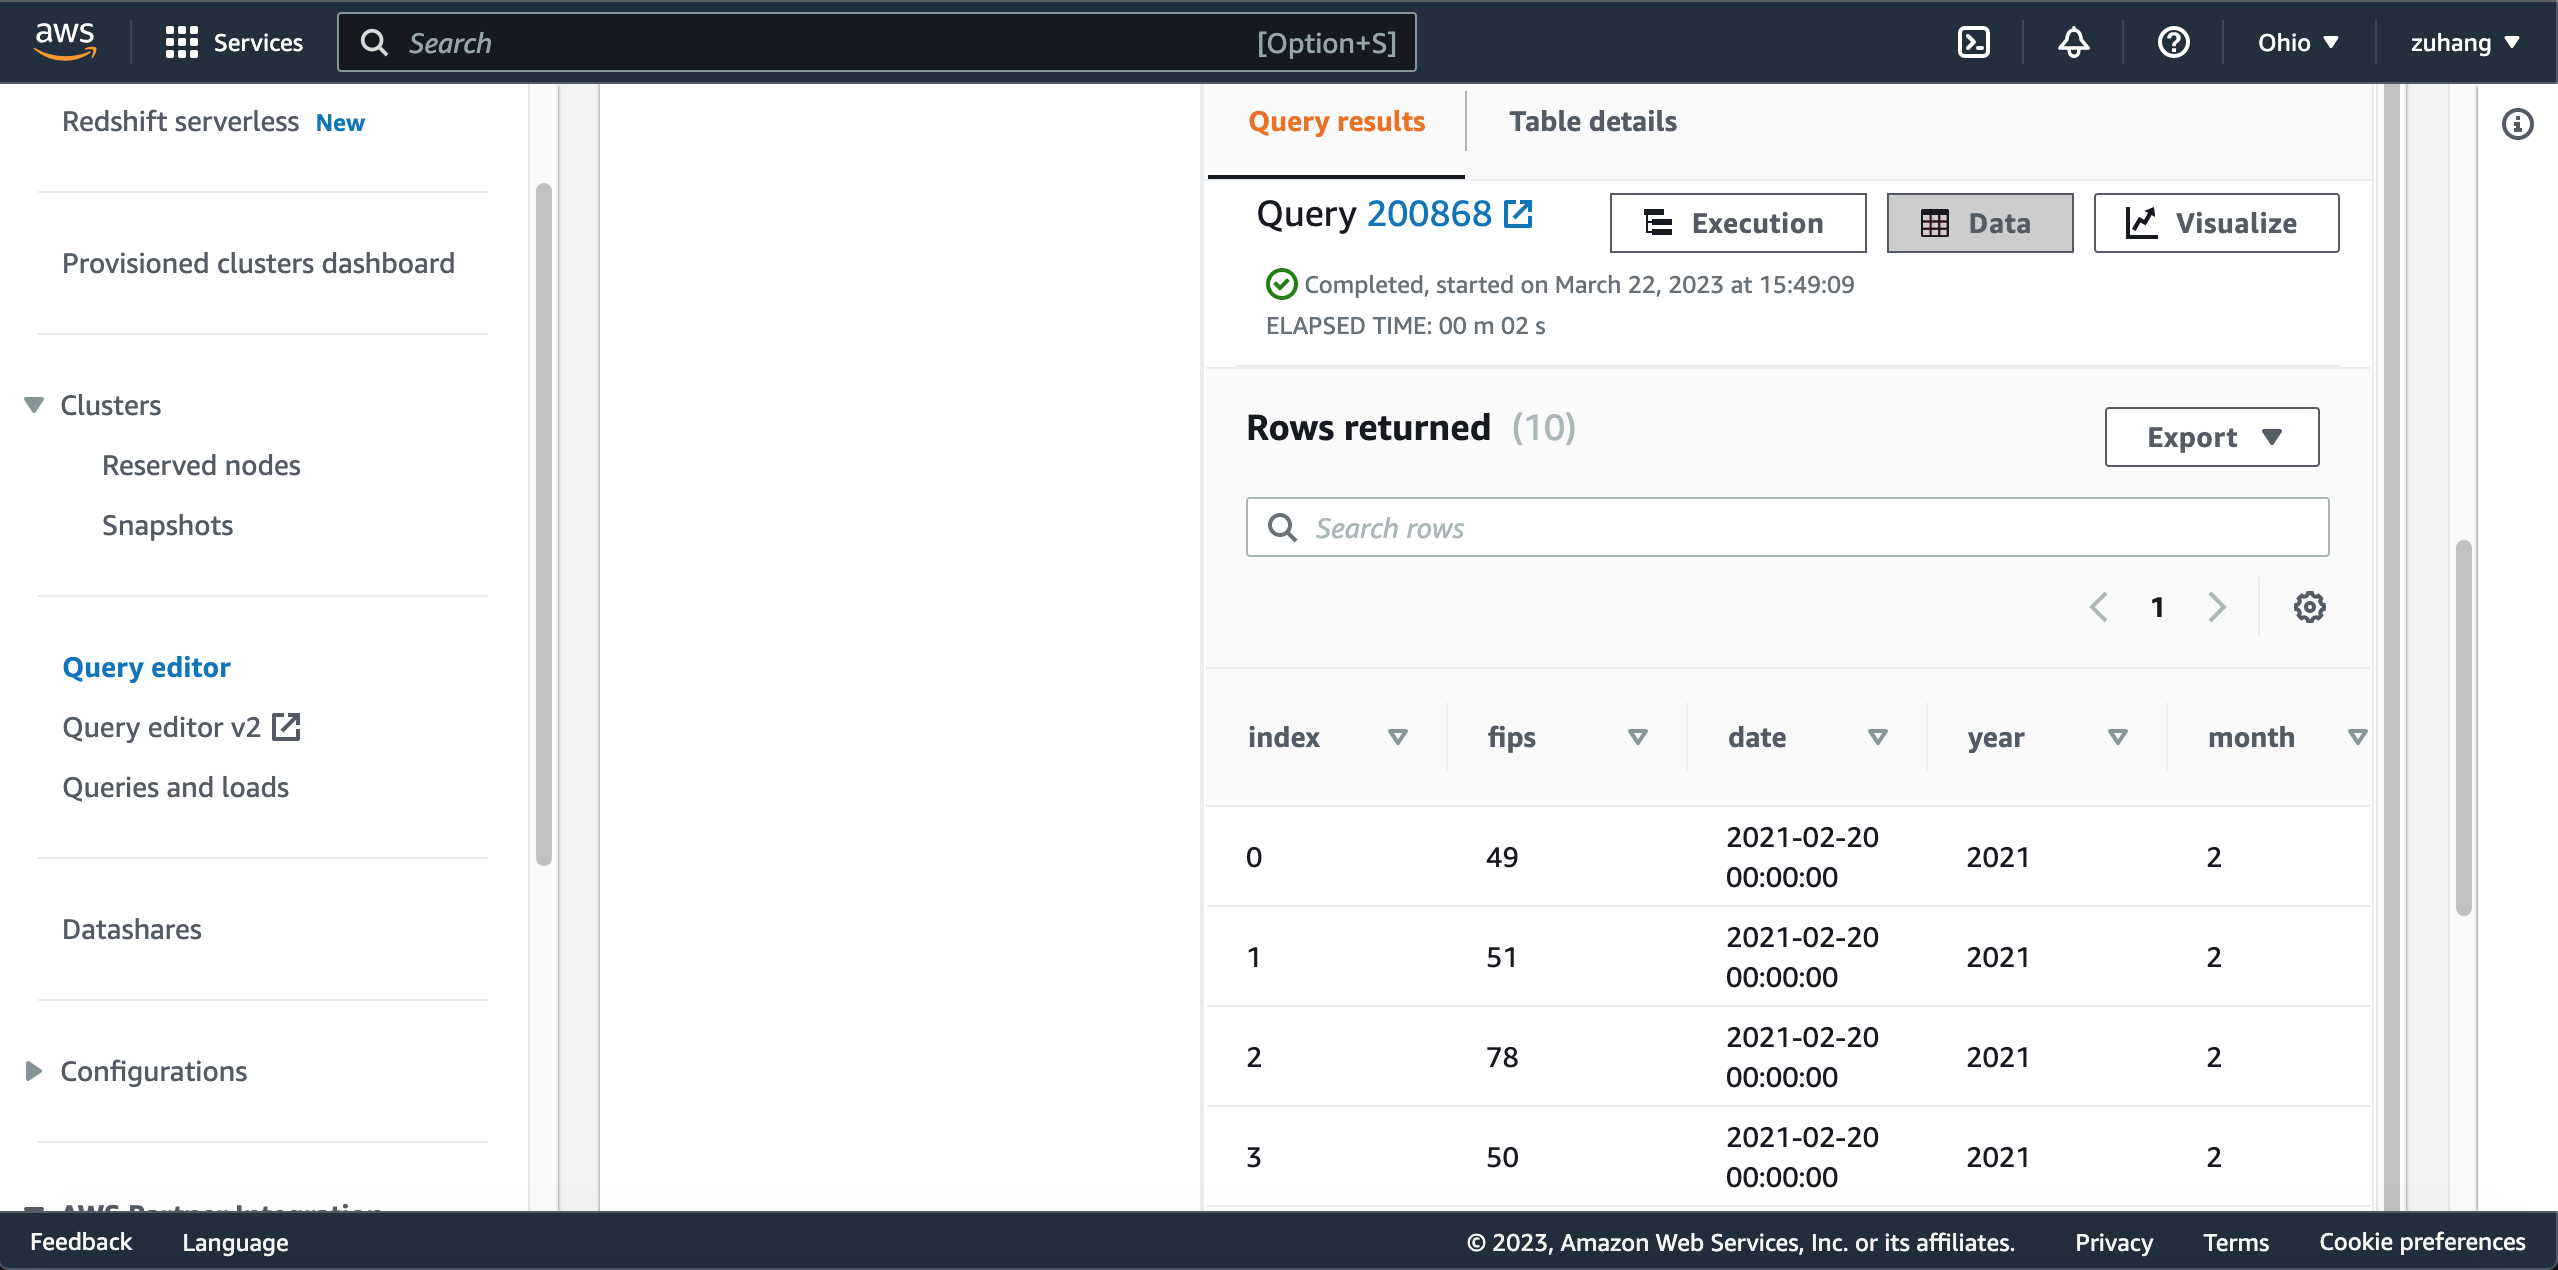 aws
Services
Search
[Option+S]
Ohio
zuhang
Redshift serverless New
Provisioned clusters dashboard
Clusters
Reserved nodes
Snapshots
Query editor
Query editor v2
Queries and loads
Datashares
Configurations
AWS Partner Integration
Query results
Table details
Query 200868
Execution
Data
Visualize
Completed, started on March 22, 2023 at 15:49:09
ELAPSED TIME: 00 m 02 s
Rows returned (10)
Export
Search rows
1
index fips date year month
0 49 2021-02-20 00:00:00 2021 2
1 51 2021-02-20 00:00:00 2021 2
2 78 2021-02-20 00:00:00 2021 2
3 50 2021-02-20 00:00:00 2021 2
Feedback
Language
© 2023, Amazon Web Services, Inc. or its affiliates.
Privacy
Terms
Cookie preferences